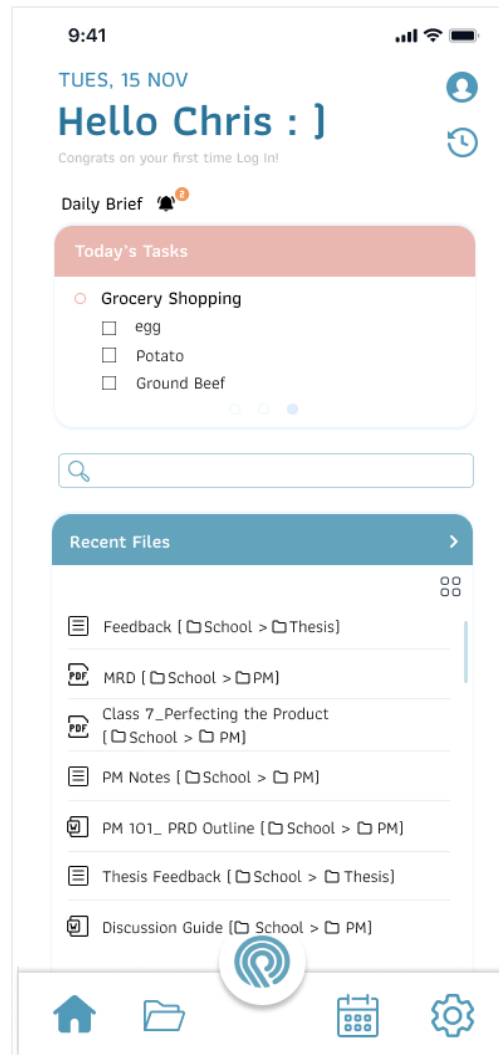 9:41
TUES, 15 NOV
Hello Chris : ]
Congrats on your first time Log In!
Daily Brief
2
Today's Tasks
Grocery Shopping
egg
Potato
Ground Beef
Recent Files
Feedback [ School > Thesis]
PDF
MRD [ School > PM]
PDF
Class 7_Perfecting the Product
[ School > PM]
PM Notes [ School > PM]
W
PM 101_ PRD Outline [ School > PM]
Thesis Feedback [ School > Thesis]
W
Discussion Guide [ School > PM]